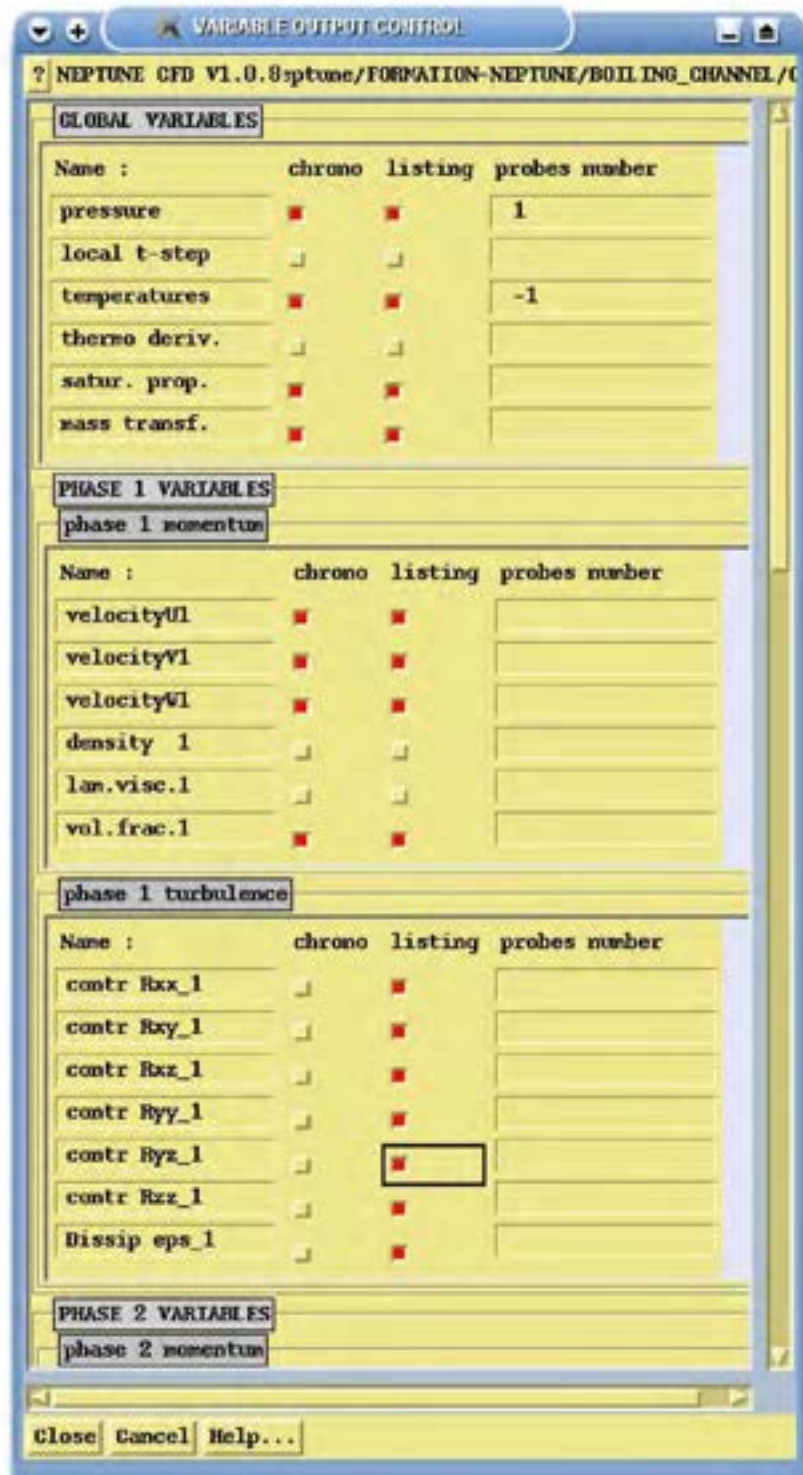 VARIABLE OUTPUT CONTROL
? NEPTUNE CFD V1.0.8:ptune/FORMATION-NEPTUNE/BOILING_CHANNEL/C
GLOBAL VARIABLES
Name : chrono listing probes number
pressure 1
local t-step
temperatures -1
thermo deriv.
satur. prop.
mass transf.
PHASE 1 VARIABLES
phase 1 momentum
Name : chrono listing probes number
velocityU1
velocityV1
velocityW1
density 1
lam.visc.1
vol.frac.1
phase 1 turbulence
Name : chrono listing probes number
contr Rxx_1
contr Rxy_1
contr Rxz_1
contr Ryy_1
contr Ryz_1
contr Rzz_1
Dissip eps_1
PHASE 2 VARIABLES
phase 2 momentum
Close Cancel Help...